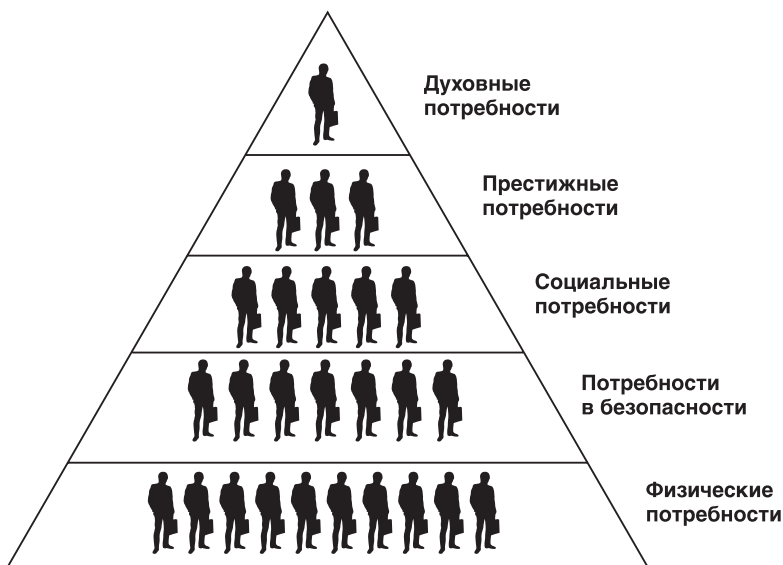 Духовные
потребности
Престижные
потребности
Социальные
потребности
Потребности
в безопасности
Физические
потребности